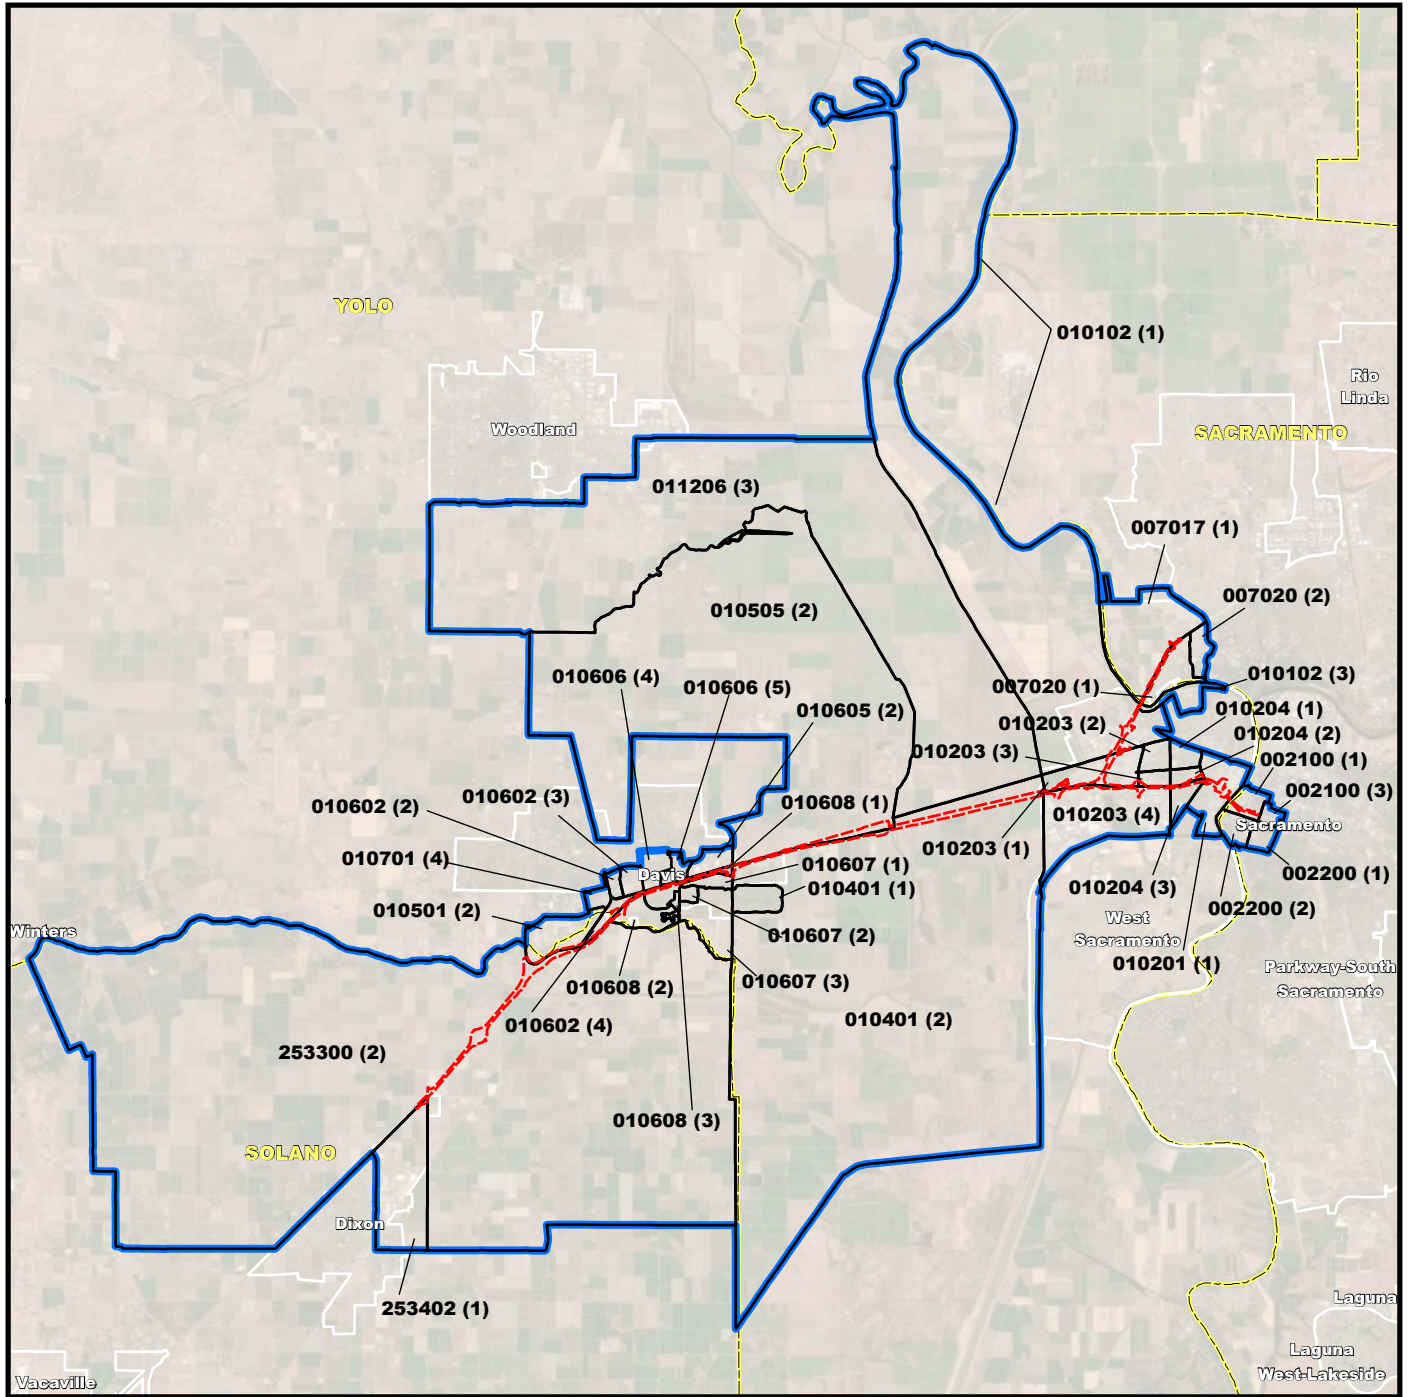 YOLO
010102 (1)
Rio
Linda
Woodland
SACRAMENTO
011206 (3)
007017 (1)
010505 (2)
007020 (2)
010606 (4)
010606 (5)
007020 (1)
010102 (3)
010605 (2)
010203 (2)
010204 (1)
010204 (2)
010203 (3)
002100 (1)
010602 (2)
010602 (3)
010608 (1)
002100 (3)
010203 (4)
Sacramento
010701 (4)
010203 (1)
Davis
010607 (1)
010401 (1)
002200 (1)
010204 (3)
010501 (2)
002200 (2)
West
Sacramento
Winters
010607 (2)
010201 (1)
Parkway-South
Sacramento
010608 (2)
010607 (3)
010401 (2)
010602 (4)
253300 (2)
010608 (3)
SOLANO
Dixon
253402 (1)
Laguna
Laguna
West-Lakeside
Vacaville